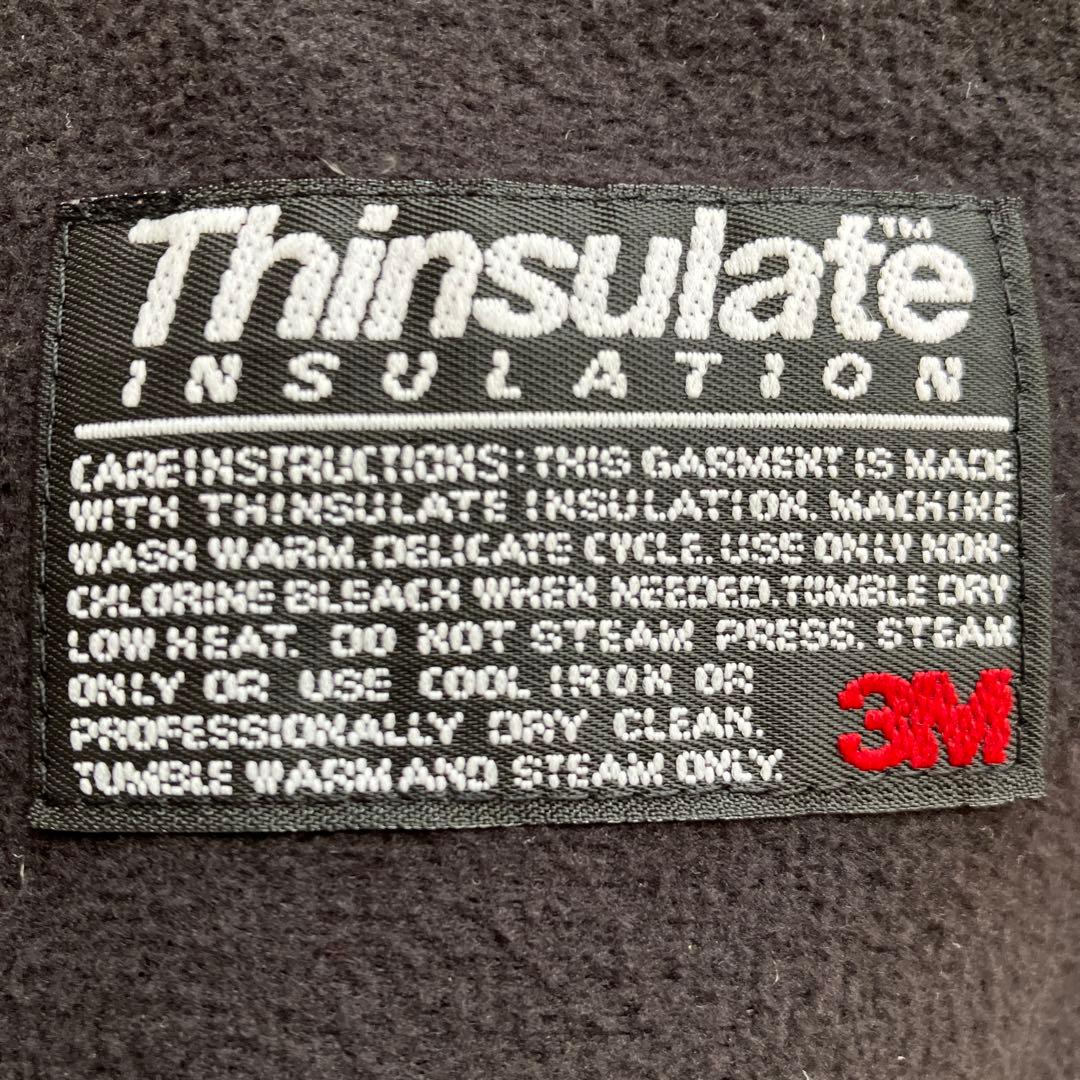 Thinsulate™
INSULATION
CARE INSTRUCTIONS: THIS GARMENT IS MADE
WITH THINSULATE INSULATION. MACHINE
WASH WARM. DELICATE CYCLE. USE ONLY NON-
CHLORINE BLEACH WHEN NEEDED. TUMBLE DRY
LOW HEAT. DO NOT STEAM PRESS. STEAM
ONLY OR USE COOL IRON OR
PROFESSIONALLY DRY CLEAN.
TUMBLE WARM AND STEAM ONLY.
3M